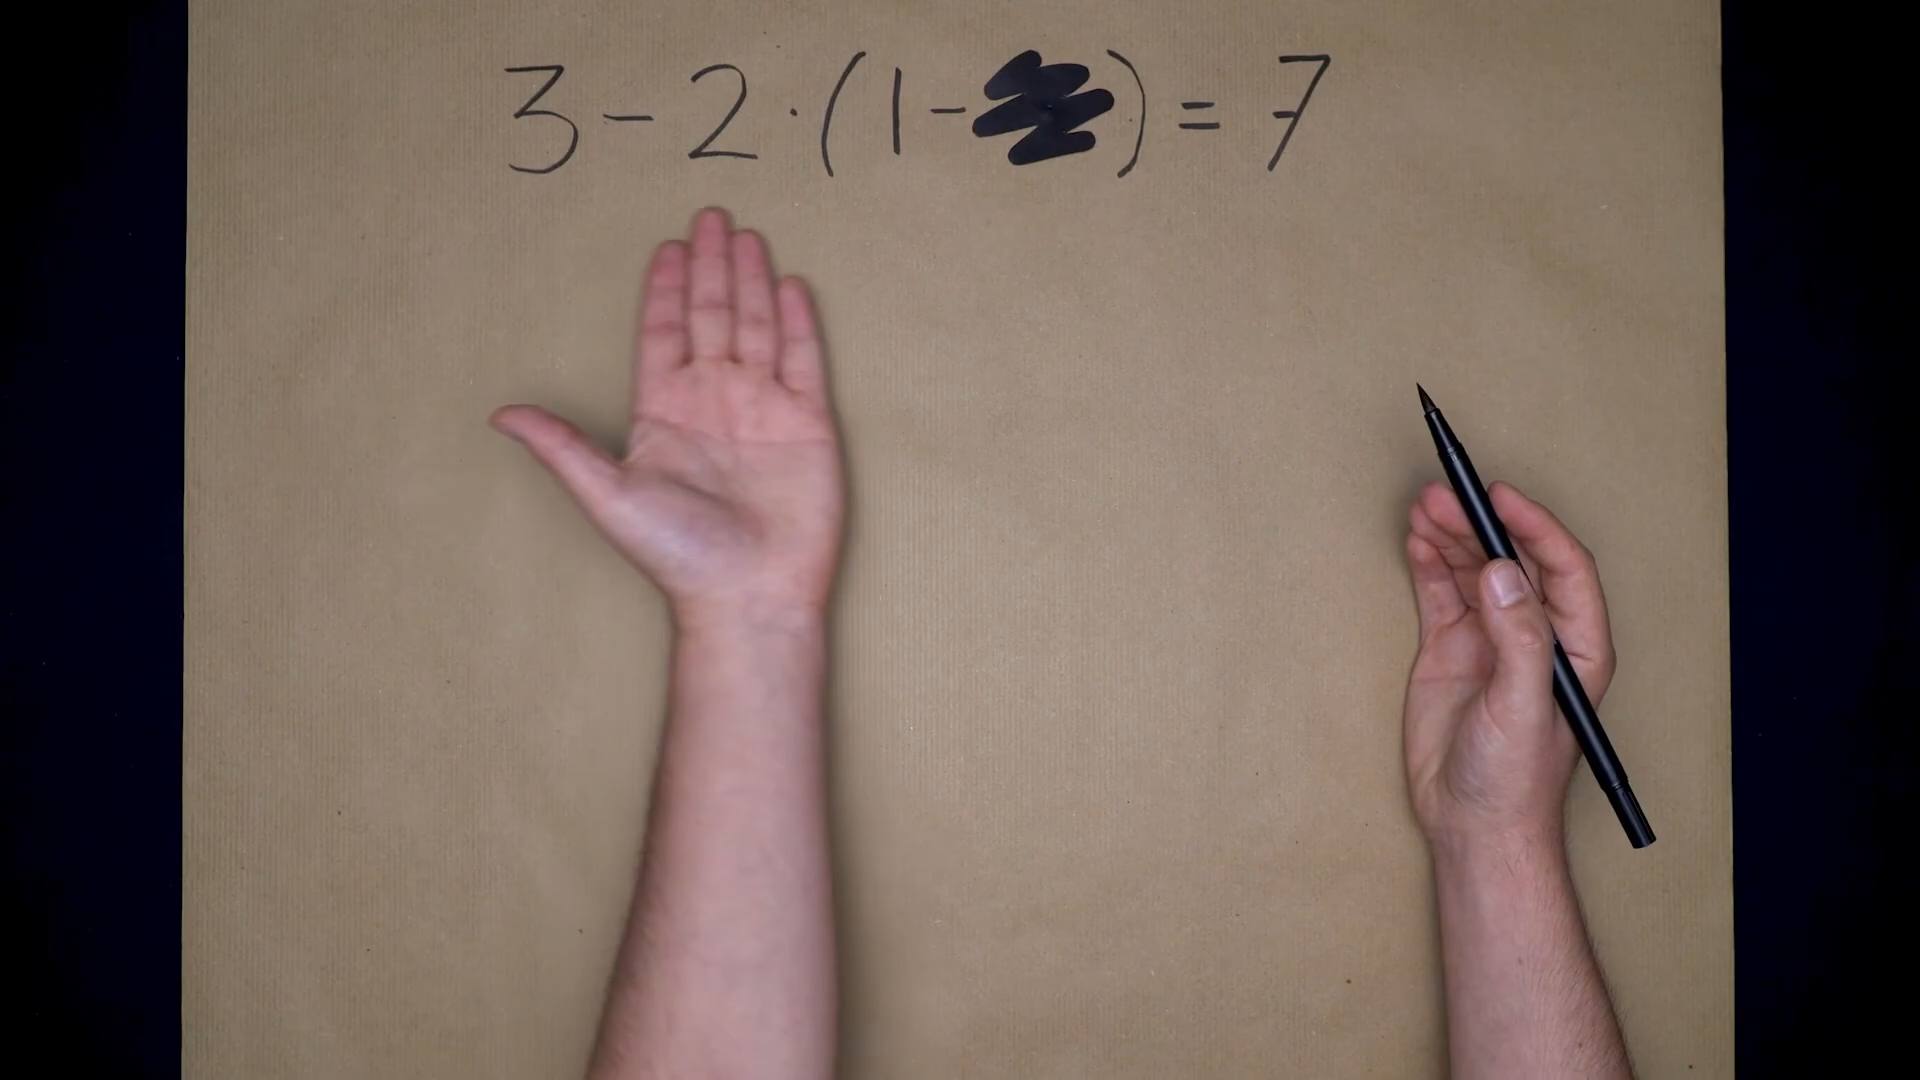 3 - 2 · ( 1 - ) = 7